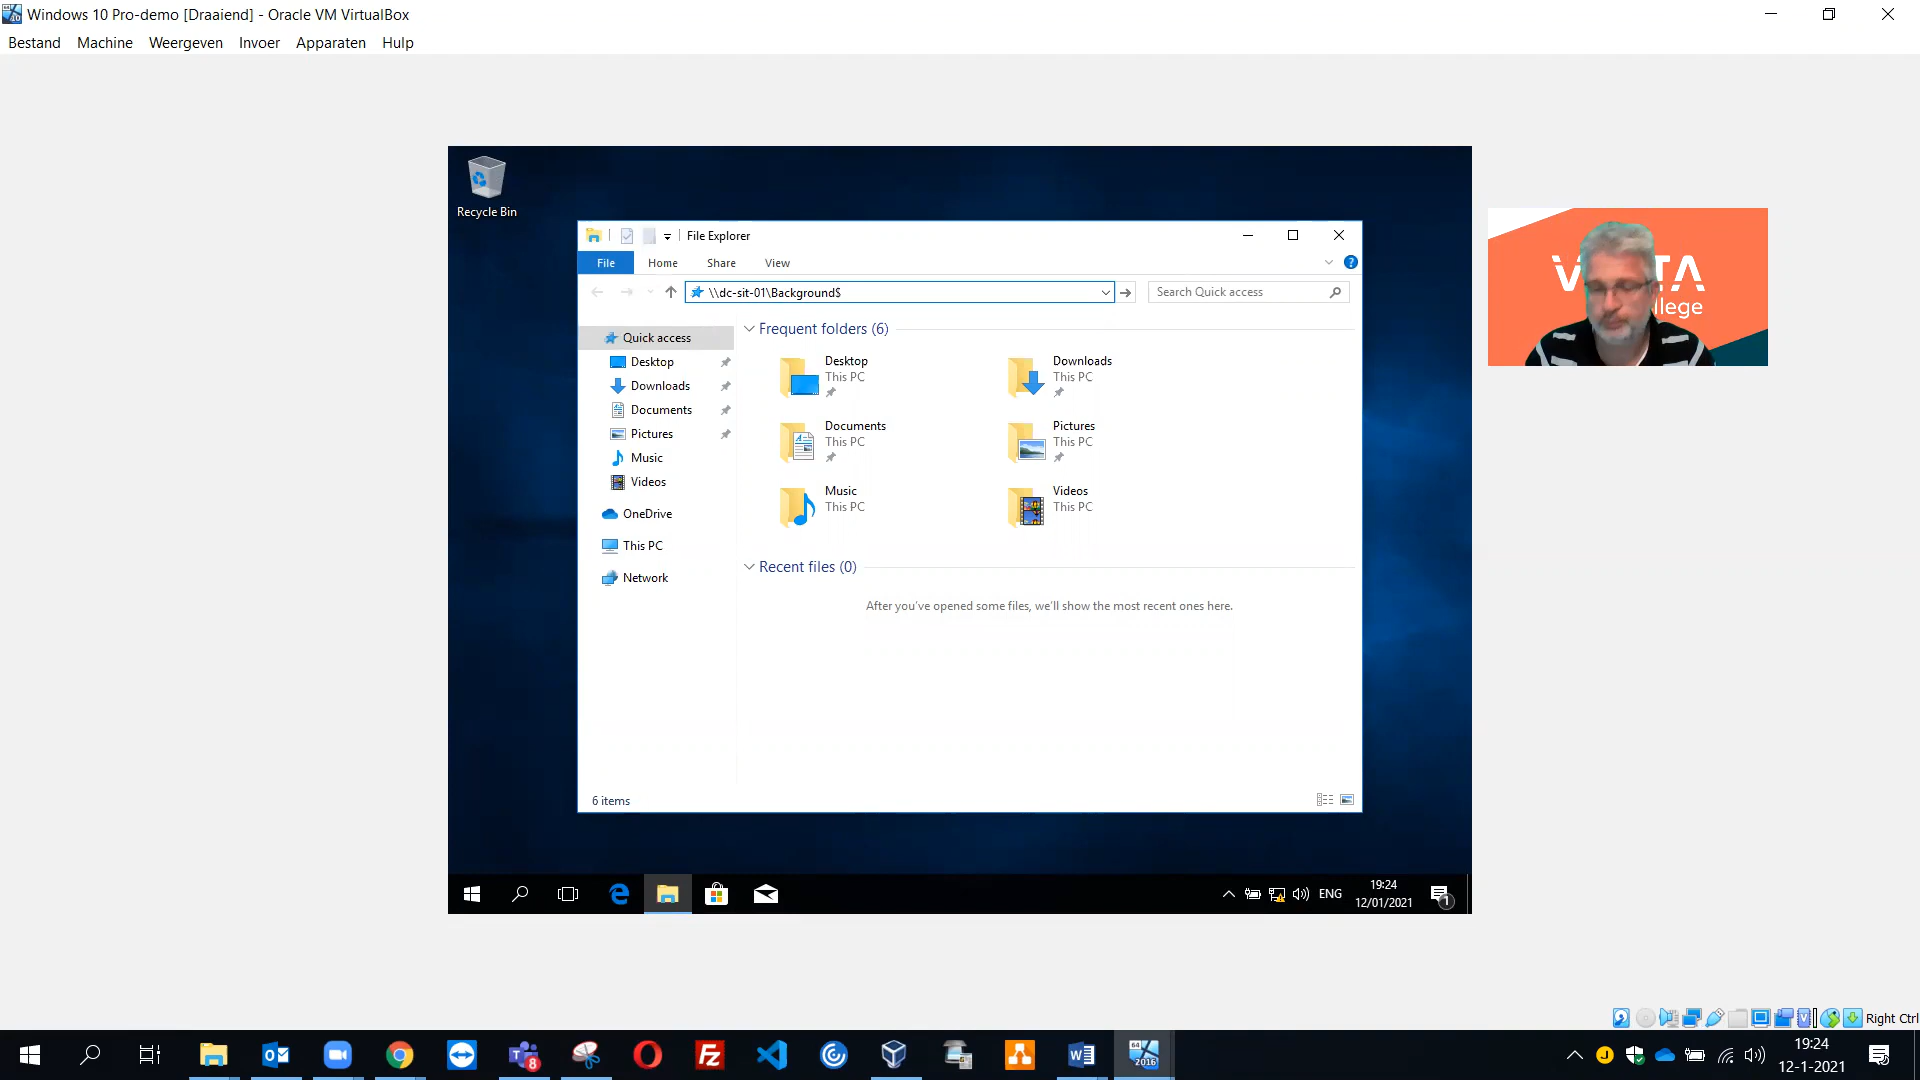 Windows 10 Pro-demo [Draaiend] - Oracle VM VirtualBox
Bestand Machine Weergeven Invoer Apparaten Hulp
Recycle Bin
File Explorer
File Home Share View
\\dc-sit-01\Background$
Search Quick access
Quick access
Desktop
Downloads
Documents
Pictures
Music
Videos
OneDrive
This PC
Network
Frequent folders (6)
Desktop
This PC
Downloads
This PC
Documents
This PC
Pictures
This PC
Music
This PC
Videos
This PC
Recent files (0)
After you've opened some files, we'll show the most recent ones here.
6 items
ENG
19:24
12/01/2021
1
Right Ctrl
8
64
2016
19:24
12-1-2021